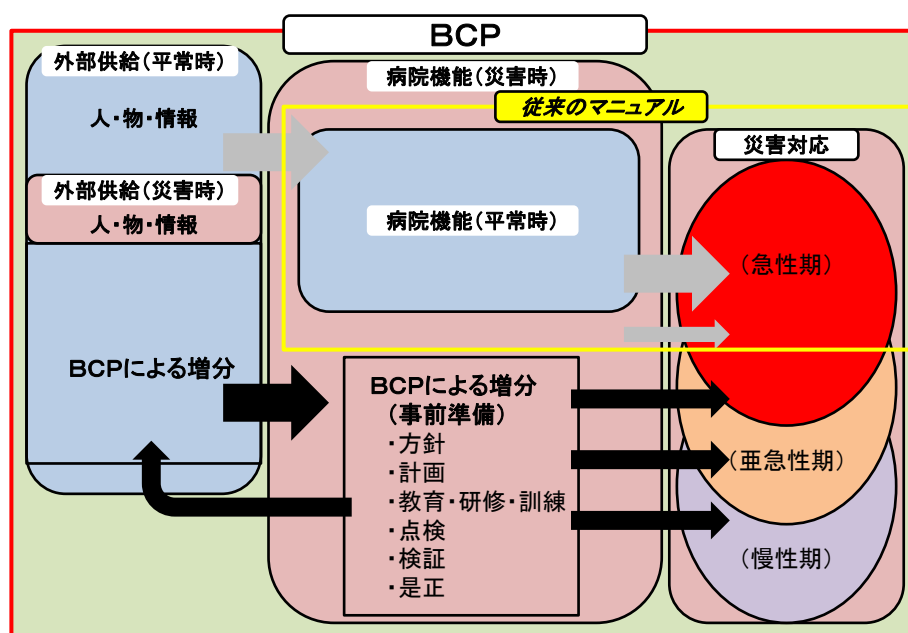 BCP
外部供給(平常時)
人・物・情報
外部供給(災害時)
人・物・情報
BCPによる増分
病院機能(災害時)
従来のマニュアル
病院機能(平常時)
BCPによる増分
(事前準備)
・方針
・計画
・教育・研修・訓練
・点検
・検証
・是正
災害対応
(急性期)
(亜急性期)
(慢性期)